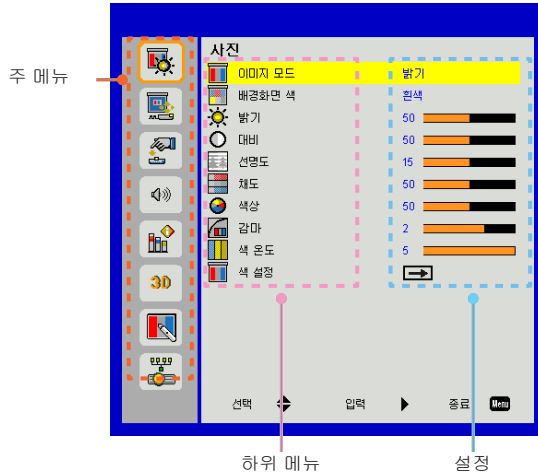 사진
주 메뉴
이미지 모드 밝기
배경화면 색 흰색
밝기 50
대비 50
선명도 15
채도 50
색상 50
감마 2
색 온도 5
색 설정
3D
선택 입력 종료 Menu
하위 메뉴 설정